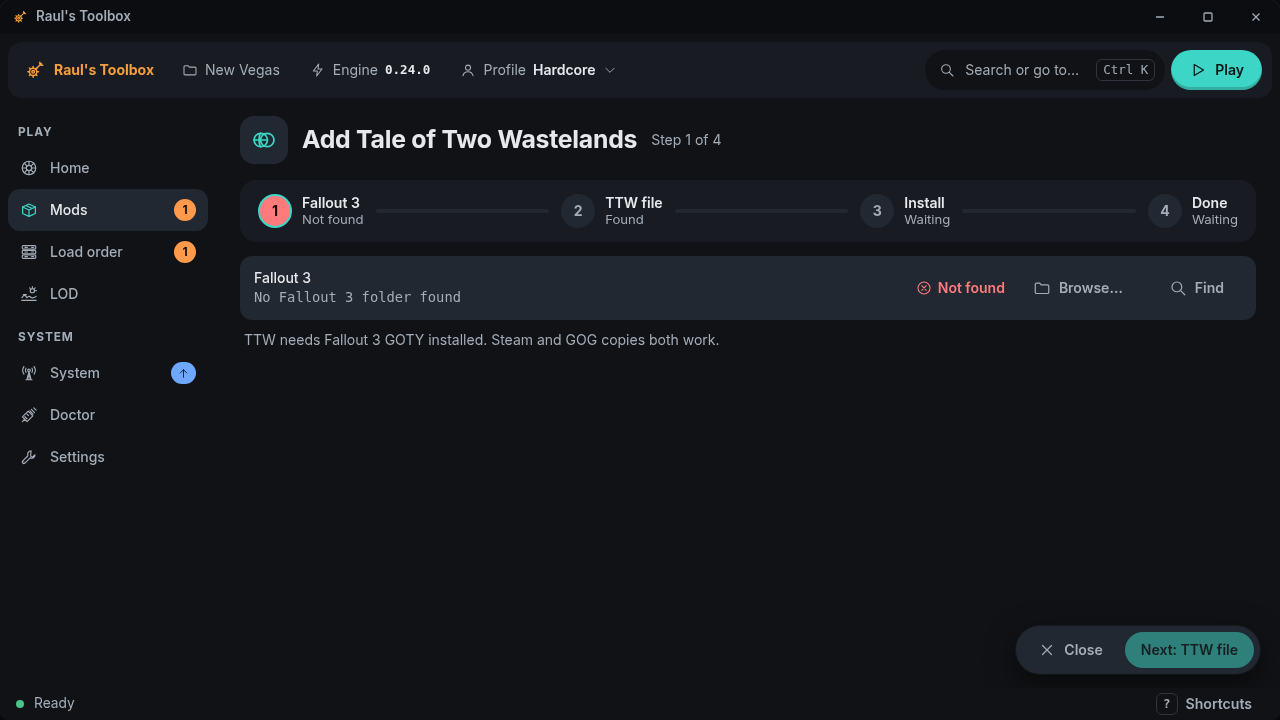 Raul's Toolbox
Raul's Toolbox
New Vegas
Engine 0.24.0
Profile Hardcore
Search or go to...
Ctrl K
Play
PLAY
Home
Mods
1
Load order
1
LOD
SYSTEM
System
Doctor
Settings
Add Tale of Two Wastelands
Step 1 of 4
1
Fallout 3
Not found
2
TTW file
Found
3
Install
Waiting
4
Done
Waiting
Fallout 3
No Fallout 3 folder found
Not found
Browse...
Find
TTW needs Fallout 3 GOTY installed. Steam and GOG copies both work.
Close
Next: TTW file
Ready
? Shortcuts